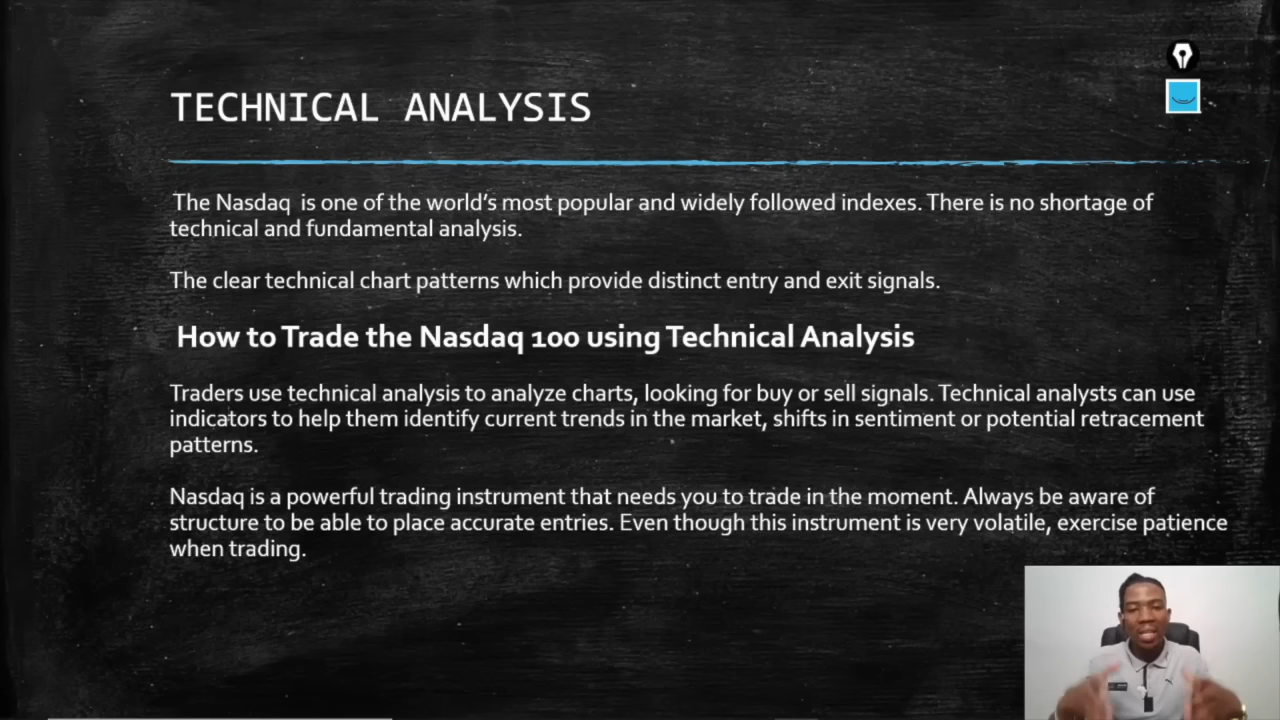 TECHNICAL ANALYSIS
The Nasdaq is one of the world's most popular and widely followed indexes. There is no shortage of
technical and fundamental analysis.
The clear technical chart patterns which provide distinct entry and exit signals.
How to Trade the Nasdaq 100 using Technical Analysis
Traders use technical analysis to analyze charts, looking for buy or sell signals. Technical analysts can use
indicators to help them identify current trends in the market, shifts in sentiment or potential retracement
patterns.
Nasdaq is a powerful trading instrument that needs you to trade in the moment. Always be aware of
structure to be able to place accurate entries. Even though this instrument is very volatile, exercise patience
when trading.